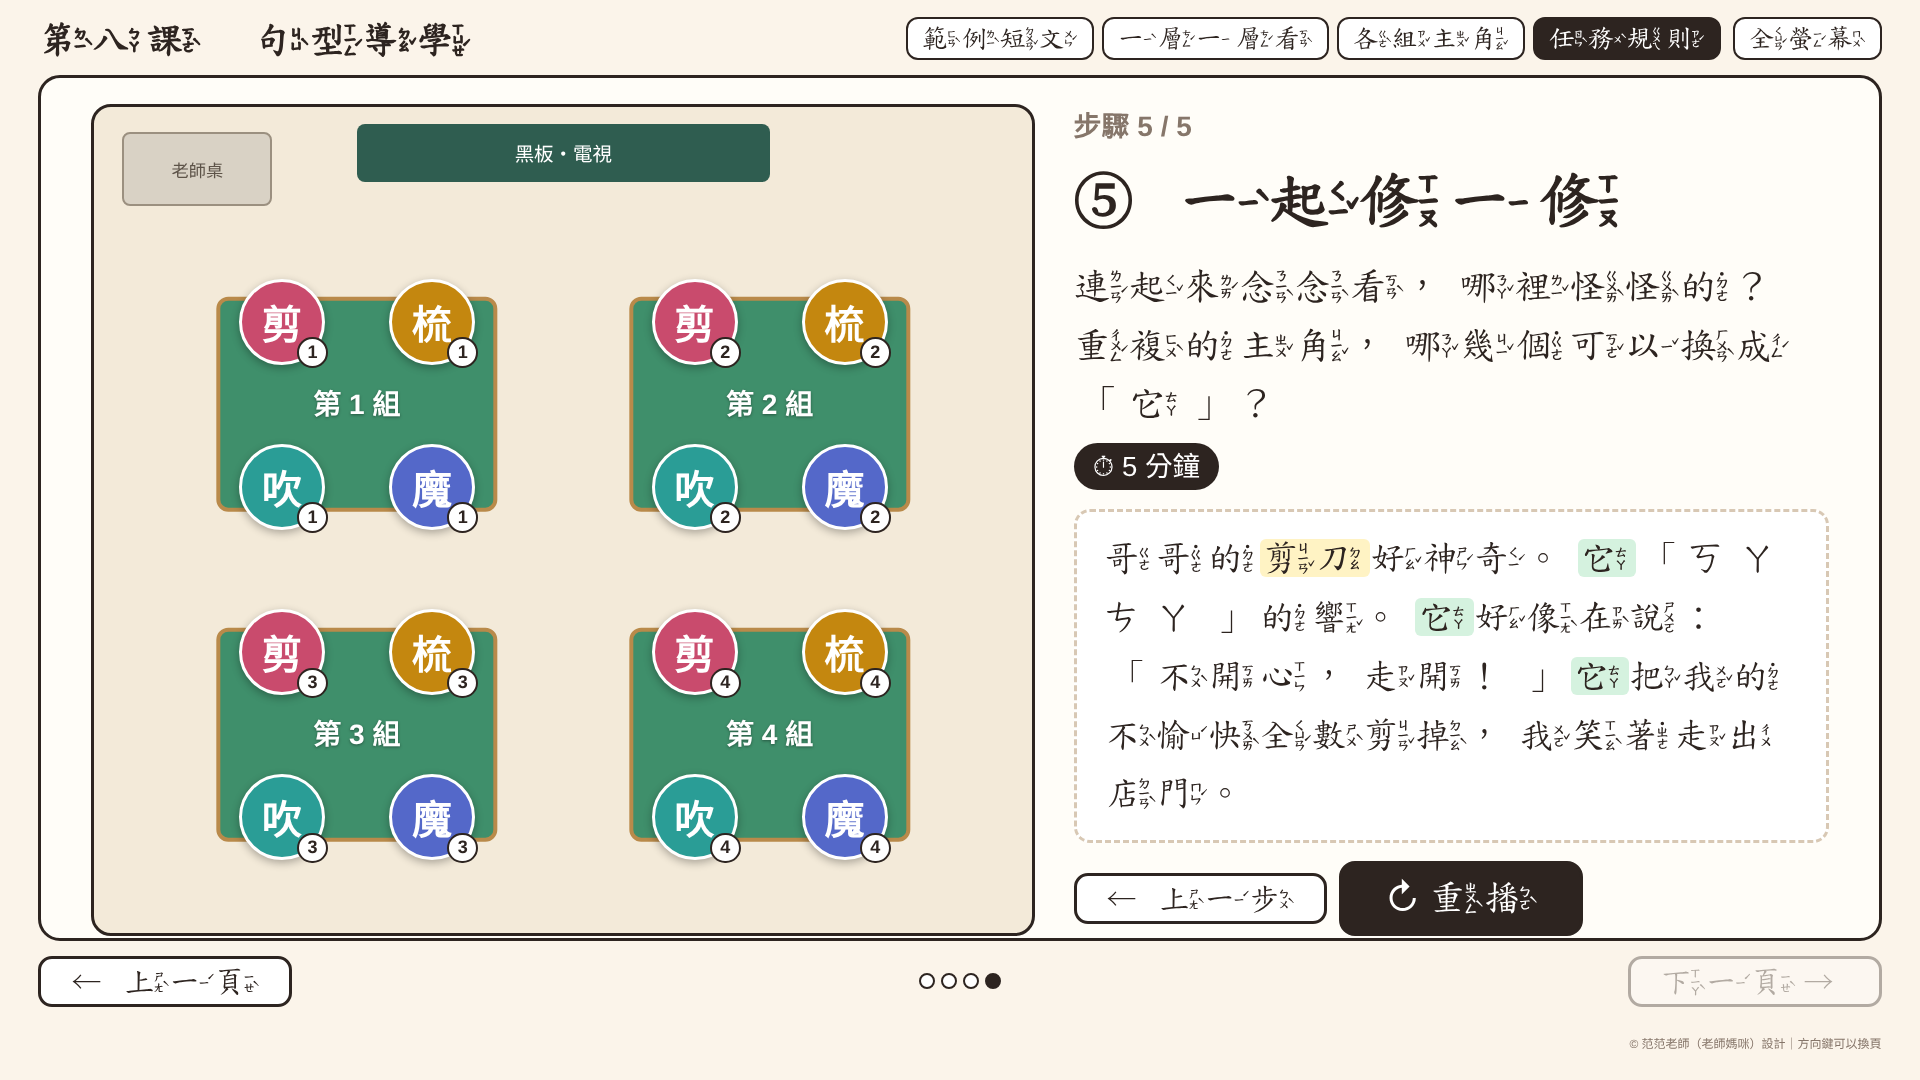 第八課 句型導學
範例短文
一層一層看
各組主角
任務規則
全螢幕
老師桌
黑板・電視
剪 1
梳 1
第 1 組
吹 1
魔 1
剪 2
梳 2
第 2 組
吹 2
魔 2
剪 3
梳 3
第 3 組
吹 3
魔 3
剪 4
梳 4
第 4 組
吹 4
魔 4
步驟 5 / 5
⑤ 一起修一修
連起來念念看，哪裡怪怪的？
重複的主角，哪幾個可以換成
「它」？
⏱ 5 分鐘
哥哥的剪刀好神奇。它「ㄎㄚ
ㄘㄚ」的響。它好像在說：
「不開心，走開！」它把我的
不愉快全數剪掉，我笑著走出
店門。
← 上一步
↻ 重播
← 上一頁
下一頁 →
© 范范老師（老師媽咪）設計｜方向鍵可以換頁